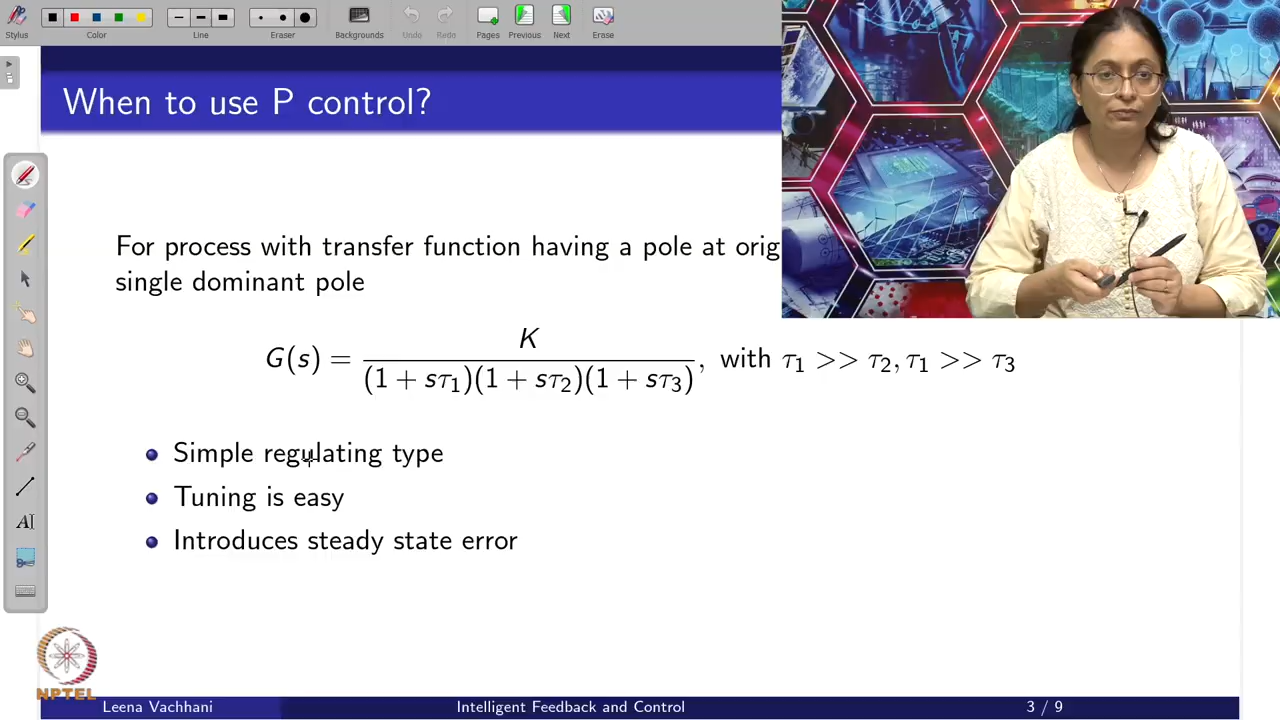 Stylus
Color
Line
Eraser
Backgrounds
Undo
Redo
Pages
Previous
Next
Erase
When to use P control?
For process with transfer function having a pole at orig
single dominant pole
G(s) = K / (1 + sτ1)(1 + sτ2)(1 + sτ3), with τ1 >> τ2, τ1 >> τ3
Simple regulating type
Tuning is easy
Introduces steady state error
A
NPTEL
Leena Vachhani
Intelligent Feedback and Control
3 / 9